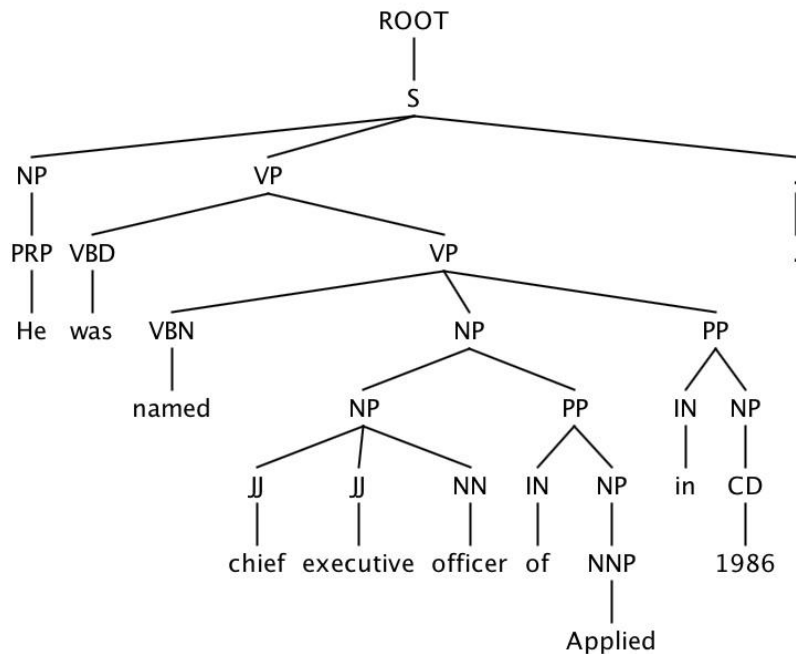 ROOT
S
NP VP .
PRP VBD VP .
He was VBN NP PP
named NP PP IN NP
JJ JJ NN IN NP in CD
chief executive officer of NNP 1986
Applied